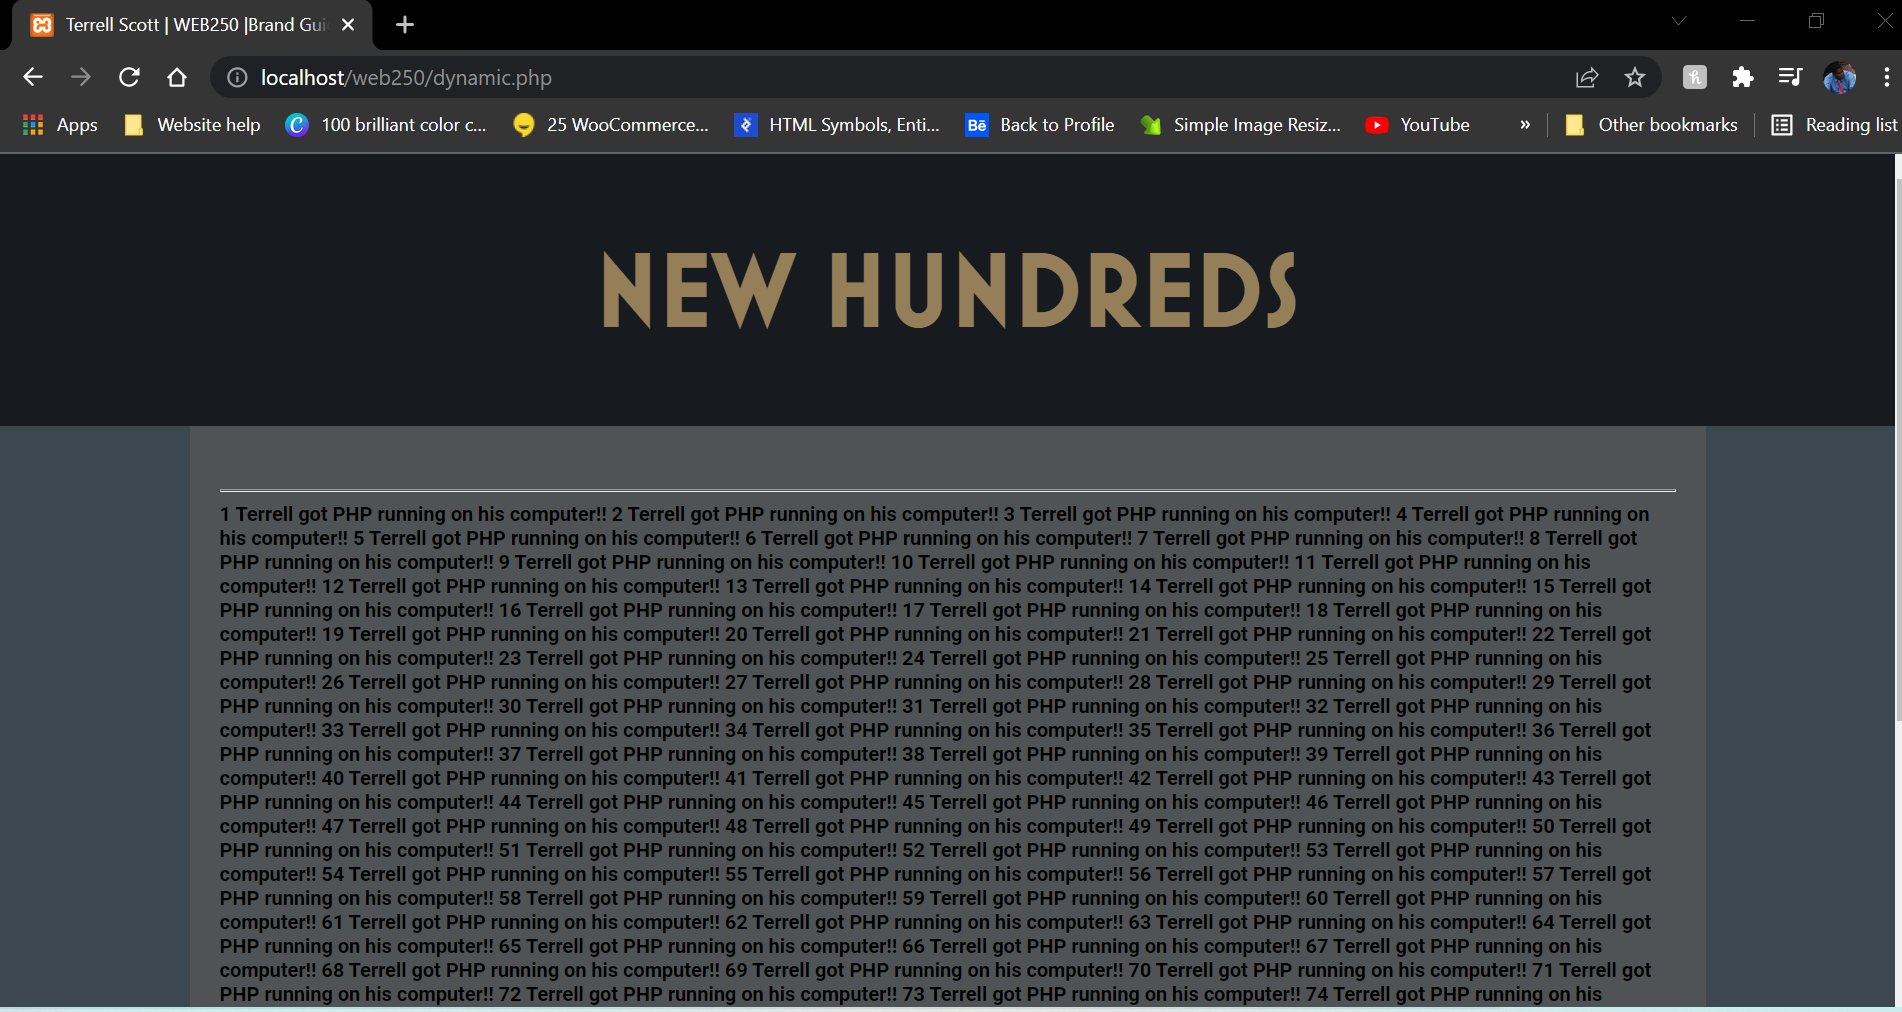 Terrell Scott | WEB250 |Brand Gui
localhost/web250/dynamic.php
Apps Website help 100 brilliant color c... 25 WooCommerce... HTML Symbols, Enti... Bē Back to Profile Simple Image Resiz... YouTube » Other bookmarks Reading list
NEW HUNDREDS
1 Terrell got PHP running on his computer!! 2 Terrell got PHP running on his computer!! 3 Terrell got PHP running on his computer!! 4 Terrell got PHP running on
his computer!! 5 Terrell got PHP running on his computer!! 6 Terrell got PHP running on his computer!! 7 Terrell got PHP running on his computer!! 8 Terrell got
PHP running on his computer!! 9 Terrell got PHP running on his computer!! 10 Terrell got PHP running on his computer!! 11 Terrell got PHP running on his
computer!! 12 Terrell got PHP running on his computer!! 13 Terrell got PHP running on his computer!! 14 Terrell got PHP running on his computer!! 15 Terrell got
PHP running on his computer!! 16 Terrell got PHP running on his computer!! 17 Terrell got PHP running on his computer!! 18 Terrell got PHP running on his
computer!! 19 Terrell got PHP running on his computer!! 20 Terrell got PHP running on his computer!! 21 Terrell got PHP running on his computer!! 22 Terrell got
PHP running on his computer!! 23 Terrell got PHP running on his computer!! 24 Terrell got PHP running on his computer!! 25 Terrell got PHP running on his
computer!! 26 Terrell got PHP running on his computer!! 27 Terrell got PHP running on his computer!! 28 Terrell got PHP running on his computer!! 29 Terrell got
PHP running on his computer!! 30 Terrell got PHP running on his computer!! 31 Terrell got PHP running on his computer!! 32 Terrell got PHP running on his
computer!! 33 Terrell got PHP running on his computer!! 34 Terrell got PHP running on his computer!! 35 Terrell got PHP running on his computer!! 36 Terrell got
PHP running on his computer!! 37 Terrell got PHP running on his computer!! 38 Terrell got PHP running on his computer!! 39 Terrell got PHP running on his
computer!! 40 Terrell got PHP running on his computer!! 41 Terrell got PHP running on his computer!! 42 Terrell got PHP running on his computer!! 43 Terrell got
PHP running on his computer!! 44 Terrell got PHP running on his computer!! 45 Terrell got PHP running on his computer!! 46 Terrell got PHP running on his
computer!! 47 Terrell got PHP running on his computer!! 48 Terrell got PHP running on his computer!! 49 Terrell got PHP running on his computer!! 50 Terrell got
PHP running on his computer!! 51 Terrell got PHP running on his computer!! 52 Terrell got PHP running on his computer!! 53 Terrell got PHP running on his
computer!! 54 Terrell got PHP running on his computer!! 55 Terrell got PHP running on his computer!! 56 Terrell got PHP running on his computer!! 57 Terrell got
PHP running on his computer!! 58 Terrell got PHP running on his computer!! 59 Terrell got PHP running on his computer!! 60 Terrell got PHP running on his
computer!! 61 Terrell got PHP running on his computer!! 62 Terrell got PHP running on his computer!! 63 Terrell got PHP running on his computer!! 64 Terrell got
PHP running on his computer!! 65 Terrell got PHP running on his computer!! 66 Terrell got PHP running on his computer!! 67 Terrell got PHP running on his
computer!! 68 Terrell got PHP running on his computer!! 69 Terrell got PHP running on his computer!! 70 Terrell got PHP running on his computer!! 71 Terrell got
PHP running on his computer!! 72 Terrell got PHP running on his computer!! 73 Terrell got PHP running on his computer!! 74 Terrell got PHP running on his